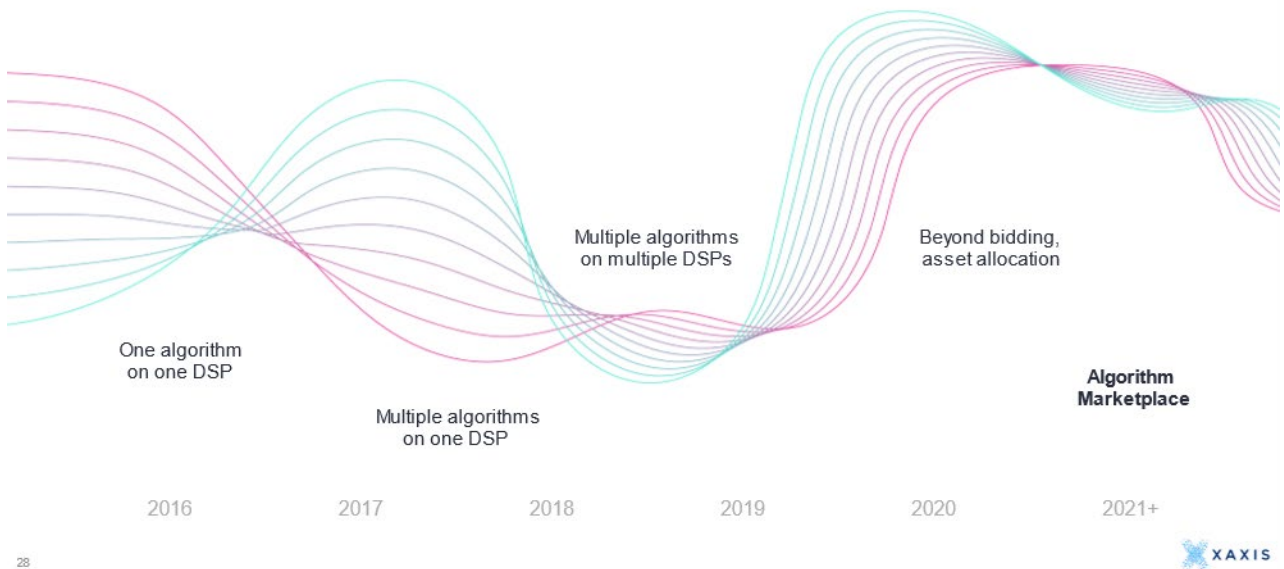 Multiple algorithms
on multiple DSPs
Beyond bidding,
asset allocation
One algorithm
on one DSP
Algorithm
Marketplace
Multiple algorithms
on one DSP
2016
2017
2018
2019
2020
2021+
28
XAXIS